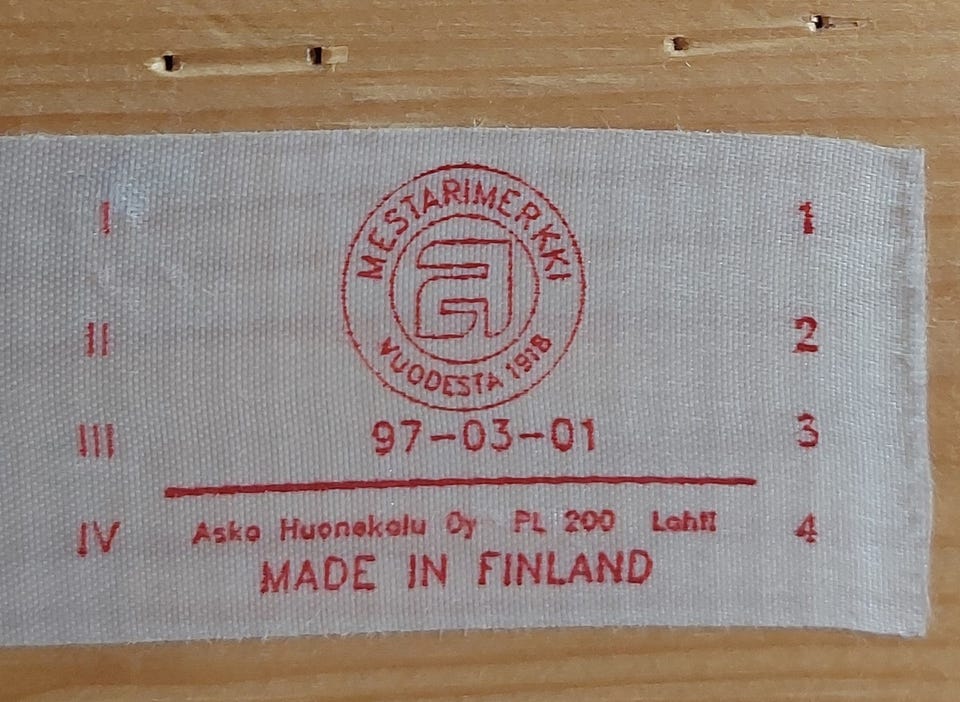 MESTARIMERKKI
a
VUODESTA 1918
I 1
II 2
97-03-01
III 3
Asko Huonekalu Oy PL 200 Lahti
IV 4
MADE IN FINLAND